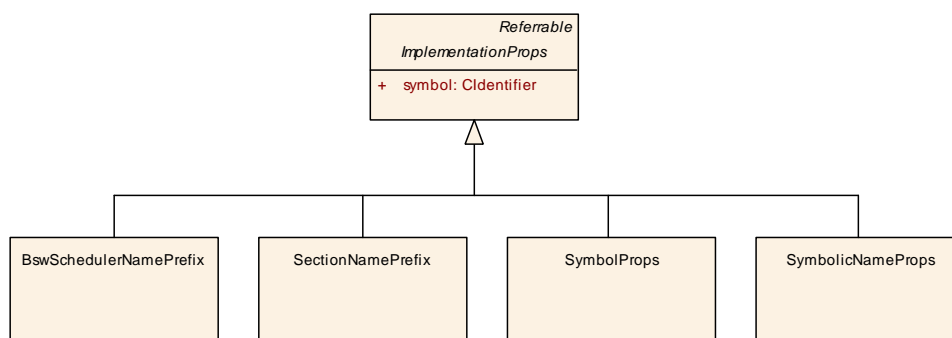 Referrable
ImplementationProps
+ symbol: CIdentifier
BswSchedulerNamePrefix
SectionNamePrefix
SymbolProps
SymbolicNameProps